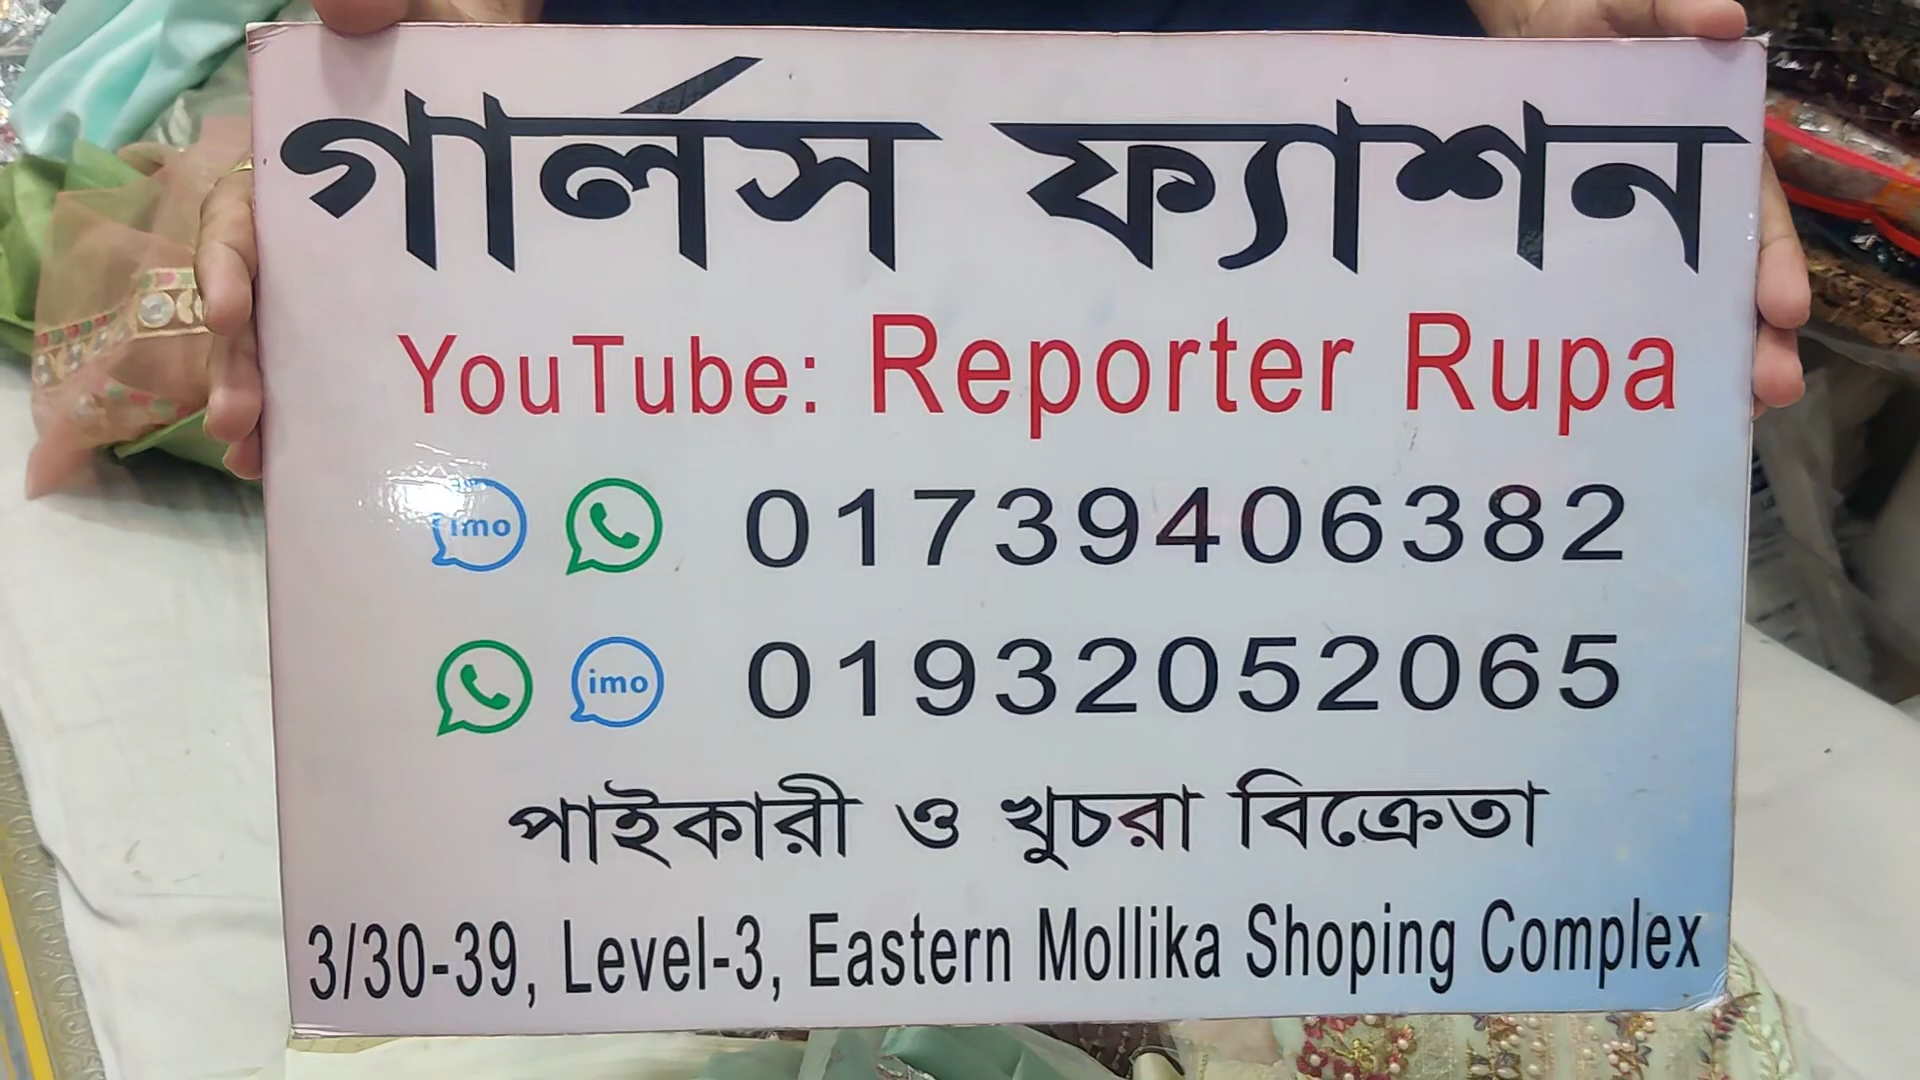 গার্লস ফ্যাশন
YouTube: Reporter Rupa
imo 01739406382
imo 01932052065
পাইকারী ও খুচরা বিক্রেতা
3/30-39, Level-3, Eastern Mollika Shoping Complex